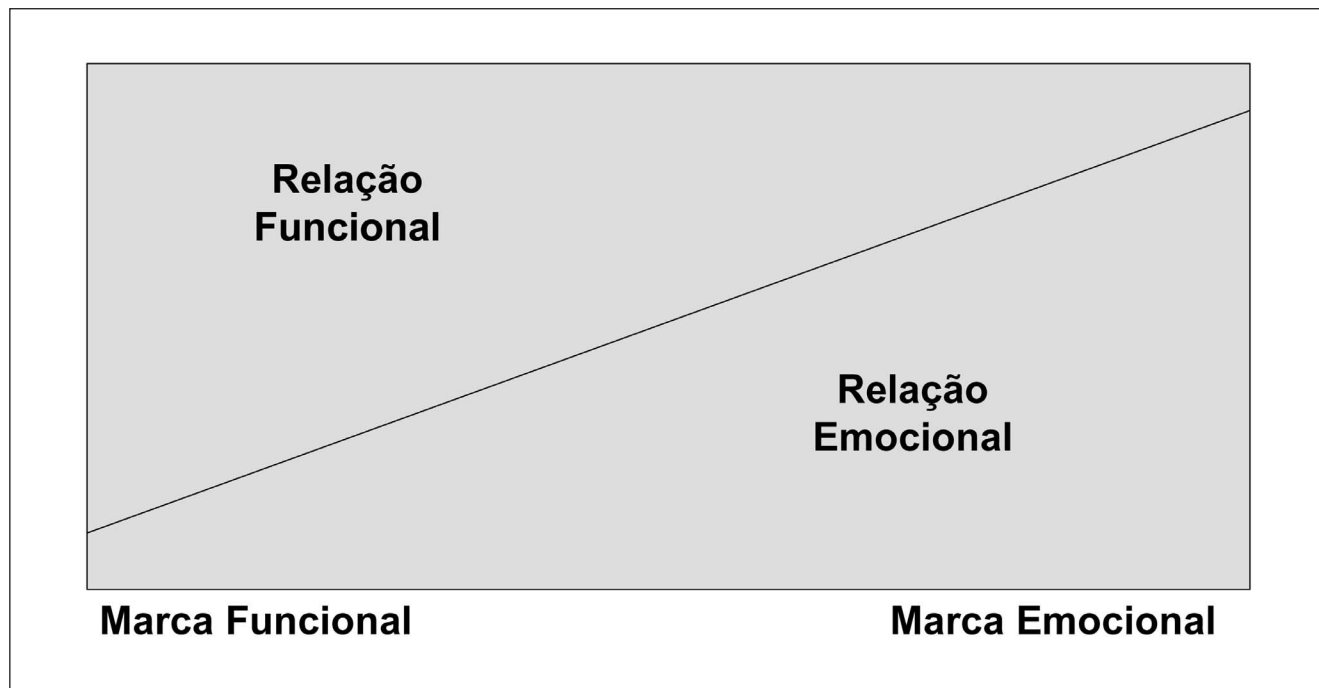 Relação
Funcional
Relação
Emocional
Marca Funcional
Marca Emocional